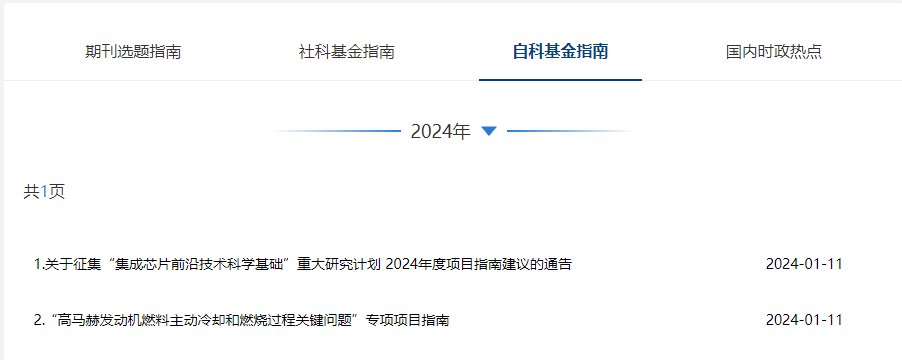 期刊选题指南 社科基金指南 自科基金指南 国内时政热点
2024年
共1页
1.关于征集“集成芯片前沿技术科学基础”重大研究计划 2024年度项目指南建议的通告 2024-01-11
2.“高马赫发动机燃料主动冷却和燃烧过程关键问题”专项项目指南 2024-01-11